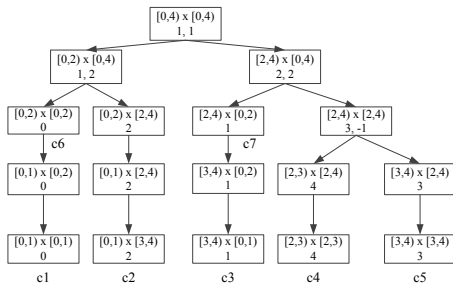 [0,4) x [0,4)
1, 1
[0,2) x [0,4)
1, 2
[2,4) x [0,4)
2, 2
[0,2) x [0,2)
0
[0,2) x [2,4)
2
[2,4) x [0,2)
1
[2,4) x [2,4)
3, -1
c6
c7
[0,1) x [0,2)
0
[0,1) x [2,4)
2
[3,4) x [0,2)
1
[2,3) x [2,4)
4
[3,4) x [2,4)
3
[0,1) x [0,1)
0
[0,1) x [3,4)
2
[3,4) x [0,1)
1
[2,3) x [2,3)
4
[3,4) x [3,4)
3
c1
c2
c3
c4
c5